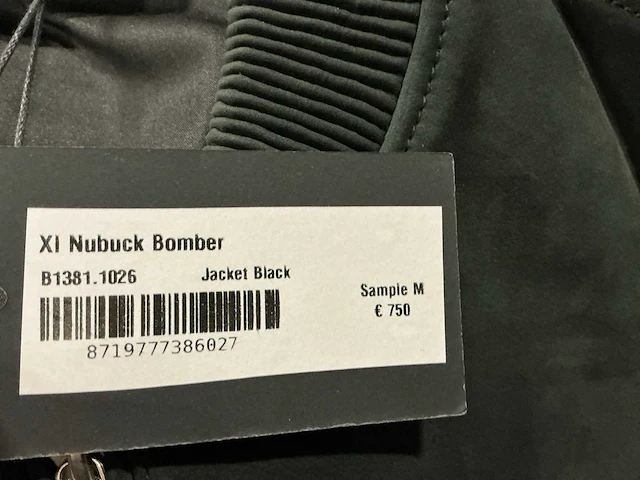 XI Nubuck Bomber
B1381.1026 Jacket Black
Sample M
€ 750
8719777386027